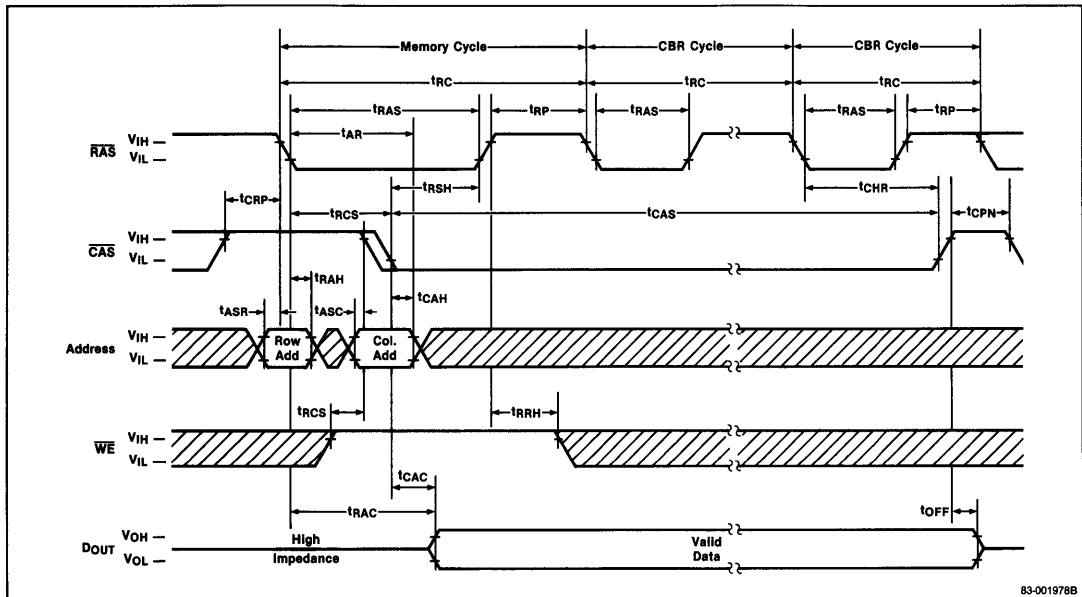 Memory Cycle CBR Cycle CBR Cycle
tRC tRC tRC
tRAS tRP tRAS tRAS tRP
tAR
RAS VIH
VIL
tRSH tCHR
tCRP tRCS tCAS tCPN
CAS VIH
VIL
tRAH
tASR tASC tCAH
Address VIH
VIL
Row Add
Col. Add
tRCS tRRH
WE VIH
VIL
tCAC
tRAC tOFF
DOUT VOH
VOL
High Impedance
Valid Data
83-001978B